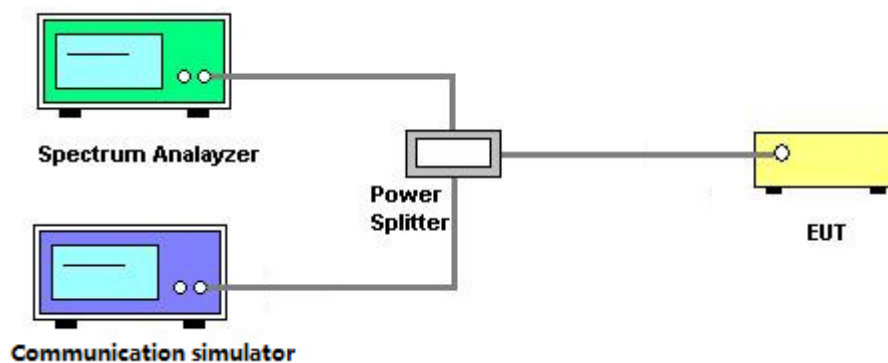 Spectrum Analayzer
Power
Splitter
EUT
Communication simulator